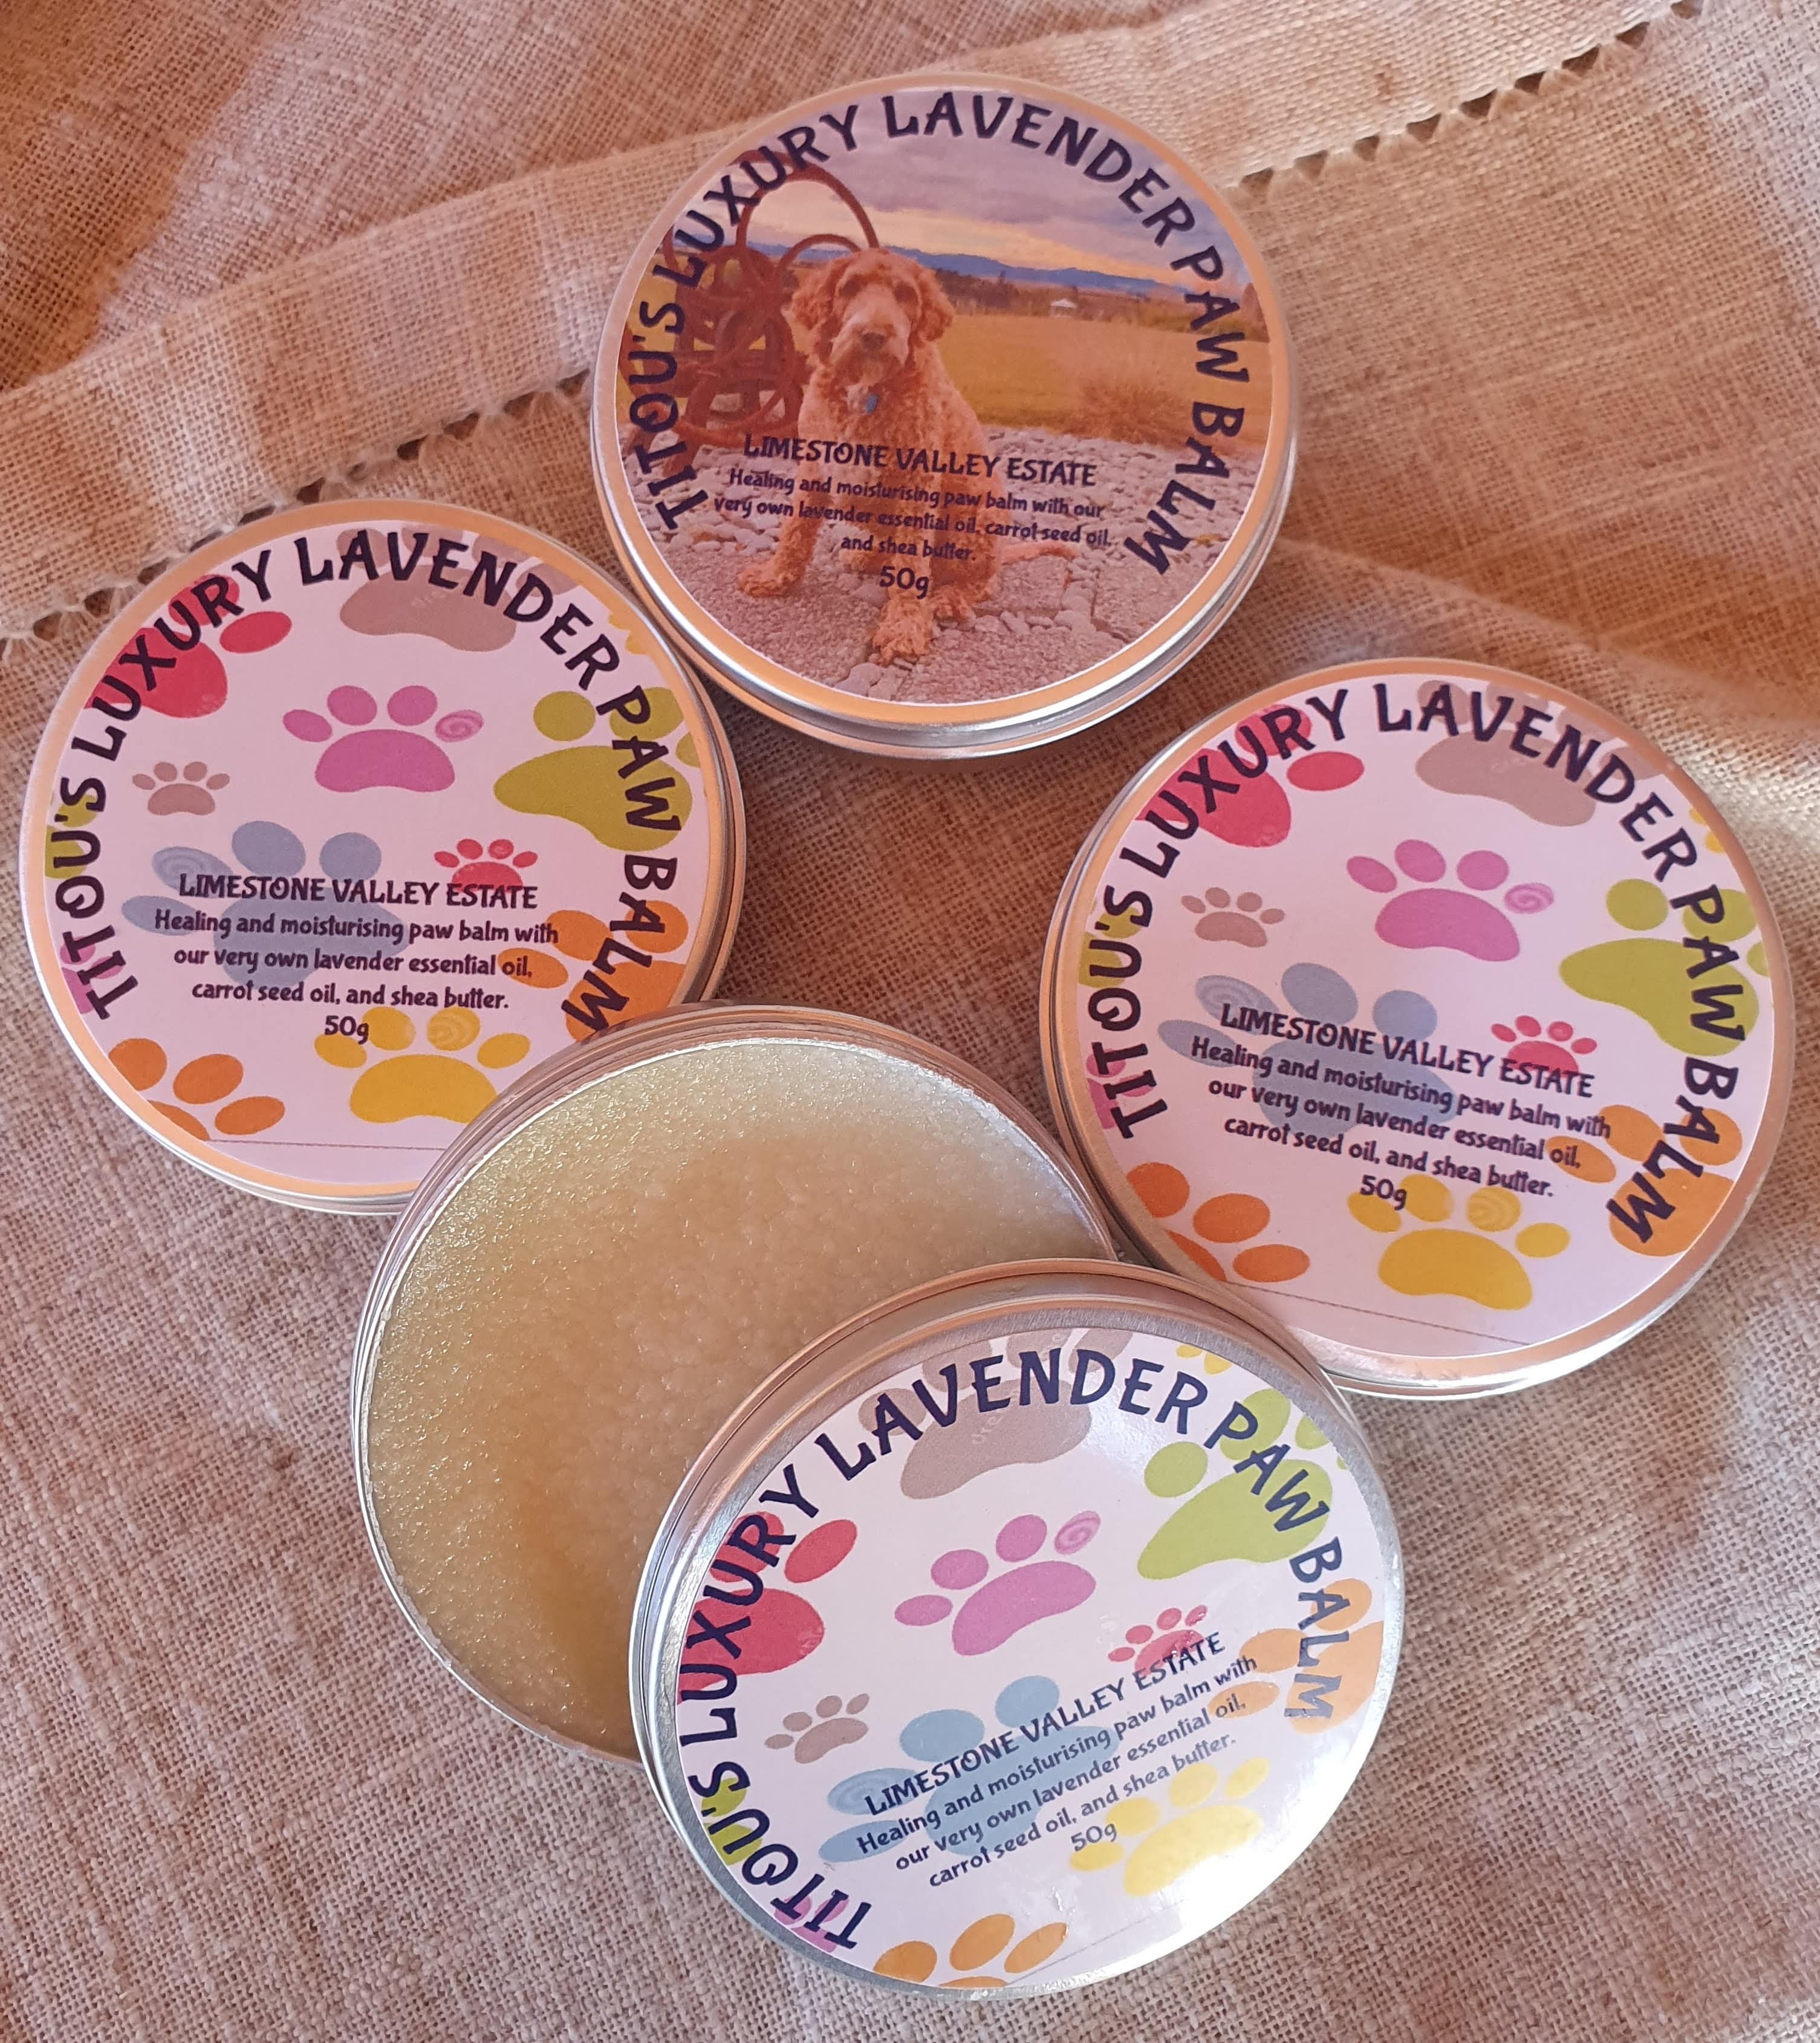 TITOU'S LUXURY LAVENDER PAW BALM
LIMESTONE VALLEY ESTATE
Healing and moisturising paw balm with our
very own lavender essential oil, carrot seed oil,
and shea butter.
50g
TITOU'S LUXURY LAVENDER PAW BALM
LIMESTONE VALLEY ESTATE
Healing and moisturising paw balm with
our very own lavender essential oil,
carrot seed oil, and shea butter.
50g
TITOU'S LUXURY LAVENDER PAW BALM
LIMESTONE VALLEY ESTATE
Healing and moisturising paw balm with
our very own lavender essential oil,
carrot seed oil, and shea butter.
50g
TITOU'S LUXURY LAVENDER PAW BALM
LIMESTONE VALLEY ESTATE
Healing and moisturising paw balm with
our very own lavender essential oil,
carrot seed oil, and shea butter.
50g